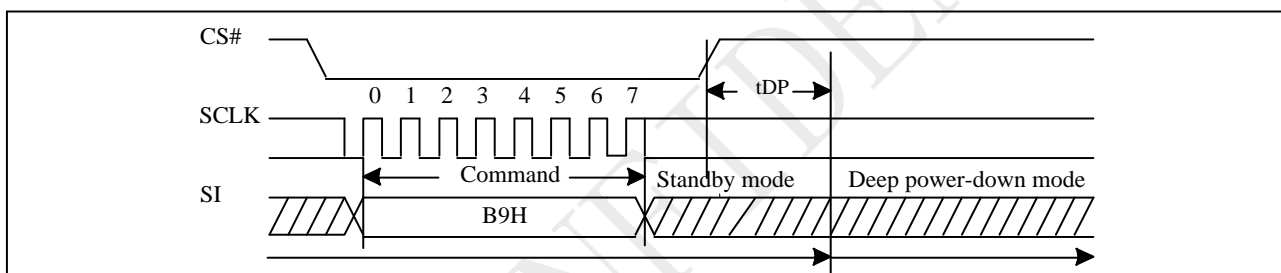 CS#
tDP
0 1 2 3 4 5 6 7
SCLK
Command Standby mode Deep power-down mode
SI
B9H